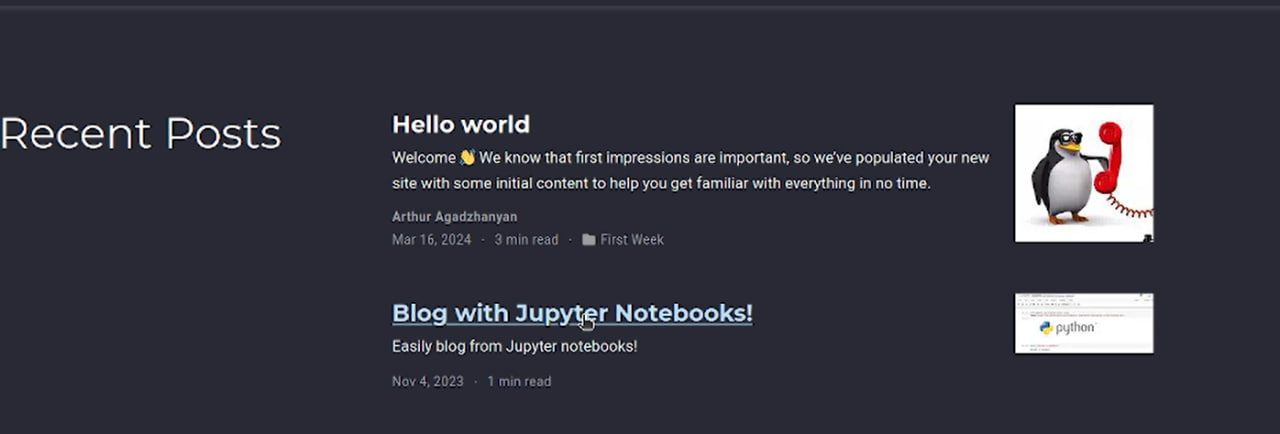 Recent Posts
Hello world
Welcome 👋 We know that first impressions are important, so we've populated your new
site with some initial content to help you get familiar with everything in no time.
Arthur Agadzhanyan
Mar 16, 2024 · 3 min read · First Week
Blog with Jupyter Notebooks!
Easily blog from Jupyter notebooks!
Nov 4, 2023 · 1 min read
python